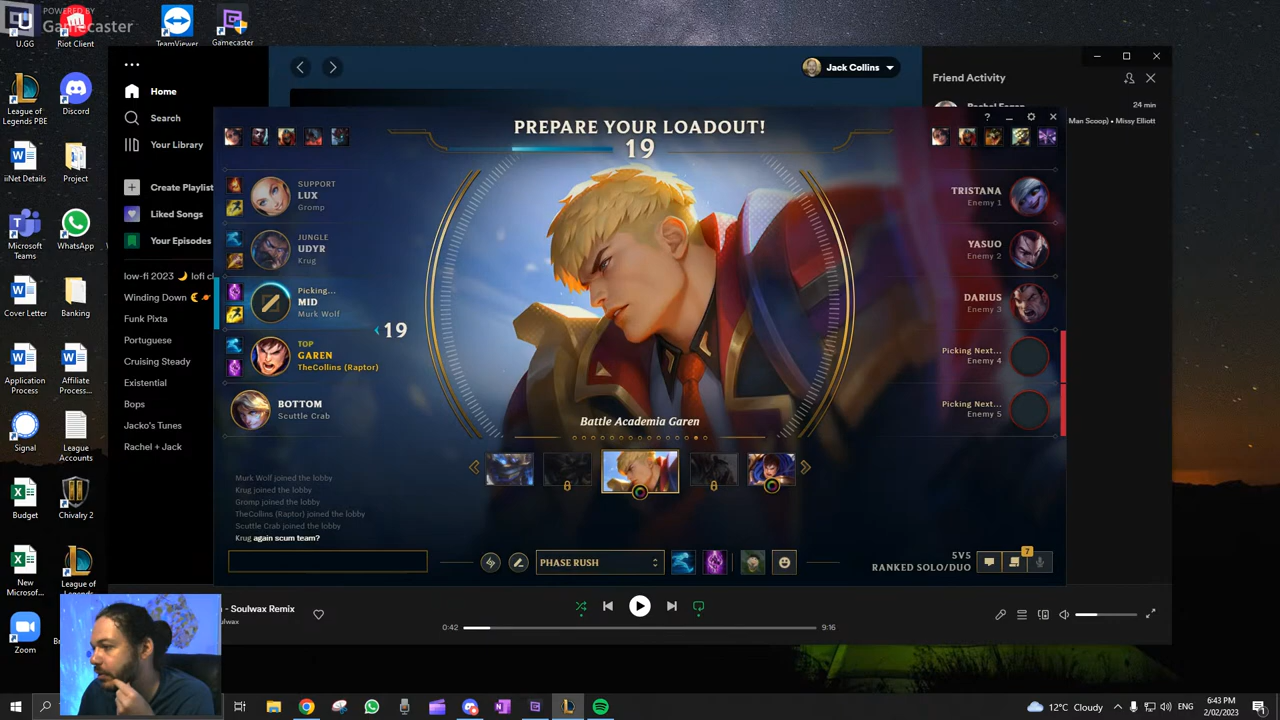 POWERED BY
Gamecaster
U.GG
Riot Client
TeamViewer
Gamecaster
League of
Legends PBE
Discord
iiNet Details
Project
Microsoft
Teams
WhatsApp
Cover Letter
Banking
Application
Process...
Affiliate
Process...
Signal
League
Accounts
Budget
Chivalry 2
New
Microsof...
League of
Zoom
Home
Search
Your Library
Create Playlist
Liked Songs
Your Episodes
low-fi 2023
lofi
Winding Down
Funk Pixta
Portuguese
Cruising Steady
Existential
Bops
Jacko's Tunes
Rachel + Jack
Jack Collins
Friend Activity
24 min
Man Scoop) • Missy Elliott
PREPARE YOUR LOADOUT!
19
SUPPORT
LUX
Gromp
JUNGLE
UDYR
Krug
Picking...
MID
Murk Wolf
19
TOP
GAREN
TheCollins (Raptor)
BOTTOM
Scuttle Crab
TRISTANA
Enemy 1
YASUO
Enemy 2
DARIUS
Enemy 3
Picking Next...
Enemy 4
Picking Next...
Enemy 5
Battle Academia Garen
Murk Wolf joined the lobby
Krug joined the lobby
Gromp joined the lobby
TheCollins (Raptor) joined the lobby
Scuttle Crab joined the lobby
Krug again scum team?
PHASE RUSH
5V5
RANKED SOLO/DUO
7
- Soulwax Remix
0:42
9:16
12°C Cloudy
6:43 PM
2/02/2023